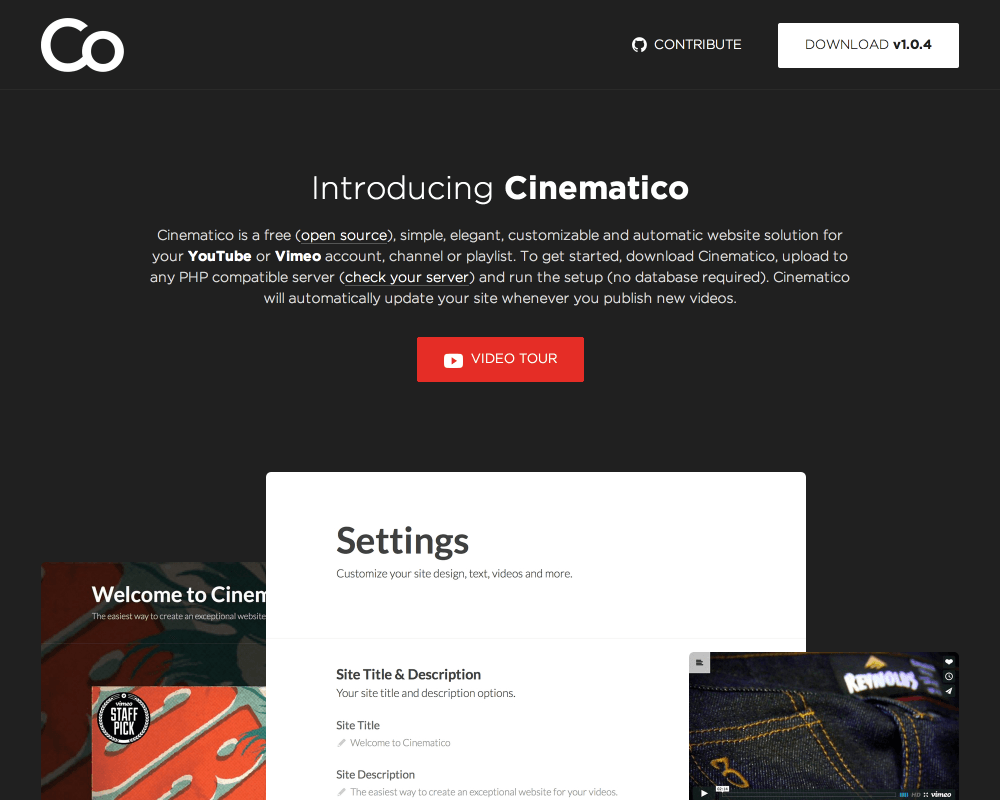 Co
CONTRIBUTE
DOWNLOAD v1.0.4
Introducing Cinematico
Cinematico is a free (open source), simple, elegant, customizable and automatic website solution for
your YouTube or Vimeo account, channel or playlist. To get started, download Cinematico, upload to
any PHP compatible server (check your server) and run the setup (no database required). Cinematico
will automatically update your site whenever you publish new videos.
VIDEO TOUR
Settings
Customize your site design, text, videos and more.
Welcome to Cinem
The easiest way to create an exceptional website
Site Title & Description
Your site title and description options.
Site Title
Welcome to Cinematico
Site Description
The easiest way to create an exceptional website for your videos.
vimeo
STAFF
PICK
REYNOLDS
02:14
HD
vimeo